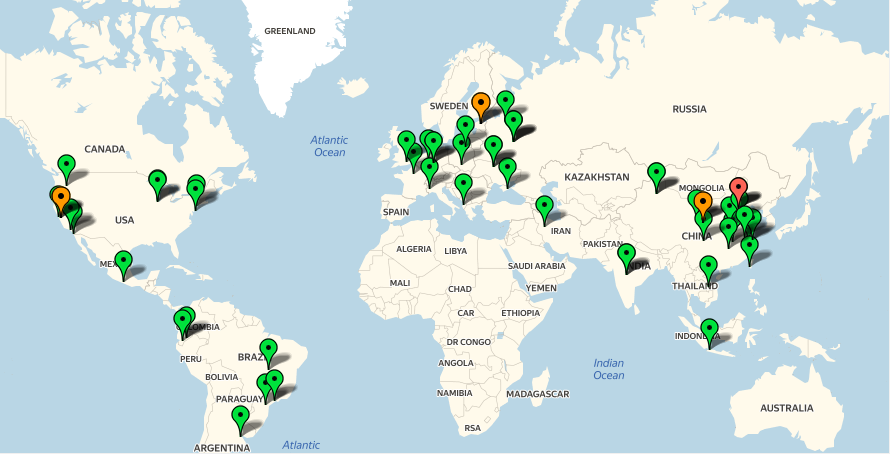 GREENLAND
SWEDEN
RUSSIA
Atlantic
Ocean
CANADA
KAZAKHSTAN
MONGOLIA
USA
SPAIN
IRAN
CHINA
ALGERIA
LIBYA
PAKISTAN
SAUDI ARABIA
INDIA
MALI
CHAD
YEMEN
THAILAND
CAR
ETHIOPIA
COLOMBIA
DR CONGO
INDONESIA
PERU
BRAZIL
ANGOLA
Indian
Ocean
BOLIVIA
NAMIBIA
MADAGASCAR
PARAGUAY
AUSTRALIA
RSA
ARGENTINA
Atlantic